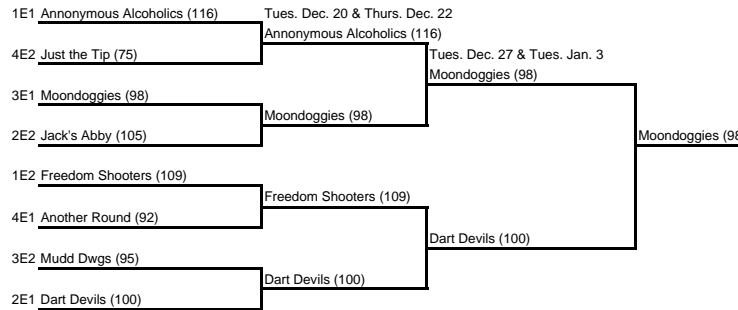 1E1 Annonymous Alcoholics (116)
Tues. Dec. 20 & Thurs. Dec. 22
Annonymous Alcoholics (116)
4E2 Just the Tip (75)
Tues. Dec. 27 & Tues. Jan. 3
Moondoggies (98)
3E1 Moondoggies (98)
Moondoggies (98)
2E2 Jack's Abby (105)
Moondoggies (98
1E2 Freedom Shooters (109)
Freedom Shooters (109)
4E1 Another Round (92)
Dart Devils (100)
3E2 Mudd Dwgs (95)
Dart Devils (100)
2E1 Dart Devils (100)